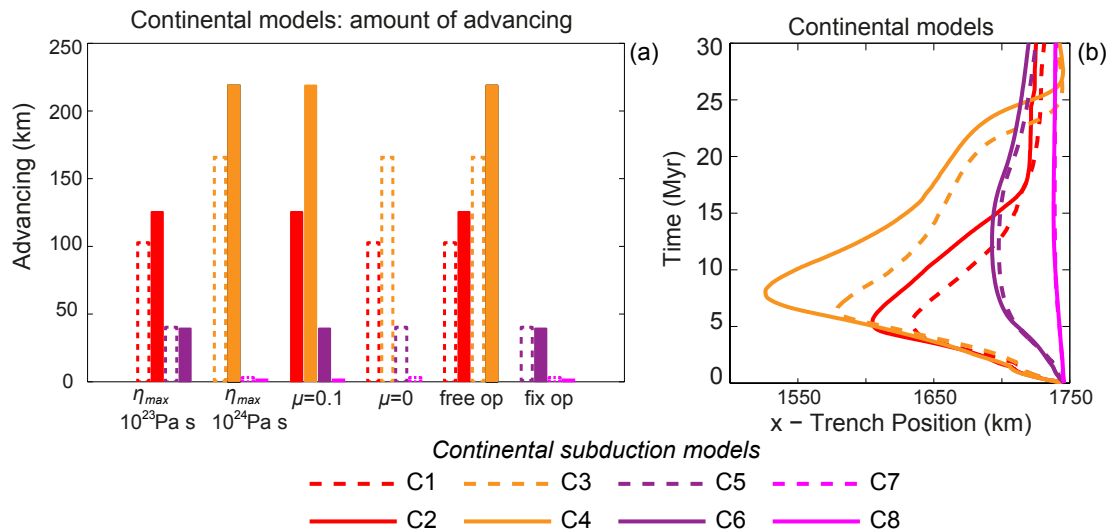 Continental models: amount of advancing
250
200
150
100
50
0
Advancing (km)
(a)
ηmax
10²³Pa s
ηmax
10²⁴Pa s
μ=0.1
μ=0
free op
fix op
Continental models
30
25
20
15
10
5
0
Time (Myr)
(b)
1550
1650
1750
x − Trench Position (km)
Continental subduction models
C1 C3 C5 C7
C2 C4 C6 C8